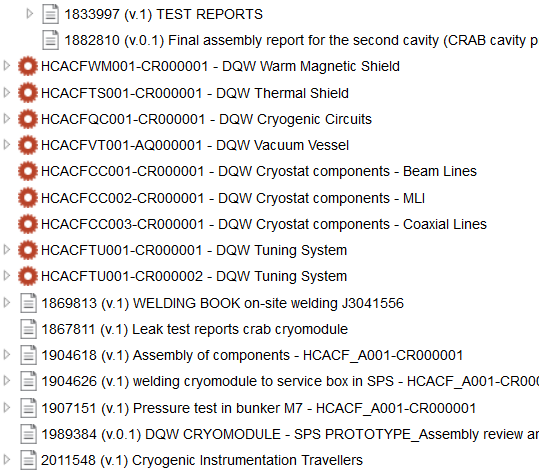 1833997 (v.1) TEST REPORTS
1882810 (v.0.1) Final assembly report for the second cavity (CRAB cavity p
HCACFWM001-CR000001 - DQW Warm Magnetic Shield
HCACFTS001-CR000001 - DQW Thermal Shield
HCACFQC001-CR000001 - DQW Cryogenic Circuits
HCACFVT001-AQ000001 - DQW Vacuum Vessel
HCACFCC001-CR000001 - DQW Cryostat components - Beam Lines
HCACFCC002-CR000001 - DQW Cryostat components - MLI
HCACFCC003-CR000001 - DQW Cryostat components - Coaxial Lines
HCACFTU001-CR000001 - DQW Tuning System
HCACFTU001-CR000002 - DQW Tuning System
1869813 (v.1) WELDING BOOK on-site welding J3041556
1867811 (v.1) Leak test reports crab cryomodule
1904618 (v.1) Assembly of components - HCACF_A001-CR000001
1904626 (v.1) welding cryomodule to service box in SPS - HCACF_A001-CR000
1907151 (v.1) Pressure test in bunker M7 - HCACF_A001-CR000001
1989384 (v.0.1) DQW CRYOMODULE - SPS PROTOTYPE_Assembly review an
2011548 (v.1) Cryogenic Instrumentation Travellers